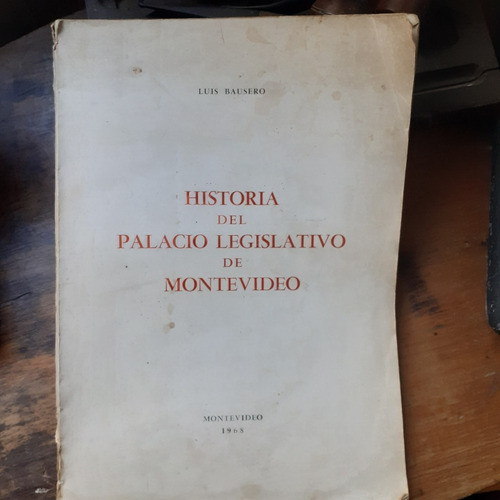 LUIS BAUSERO
HISTORIA
DEL
PALACIO LEGISLATIVO
DE
MONTEVIDEO
MONTEVIDEO
1968